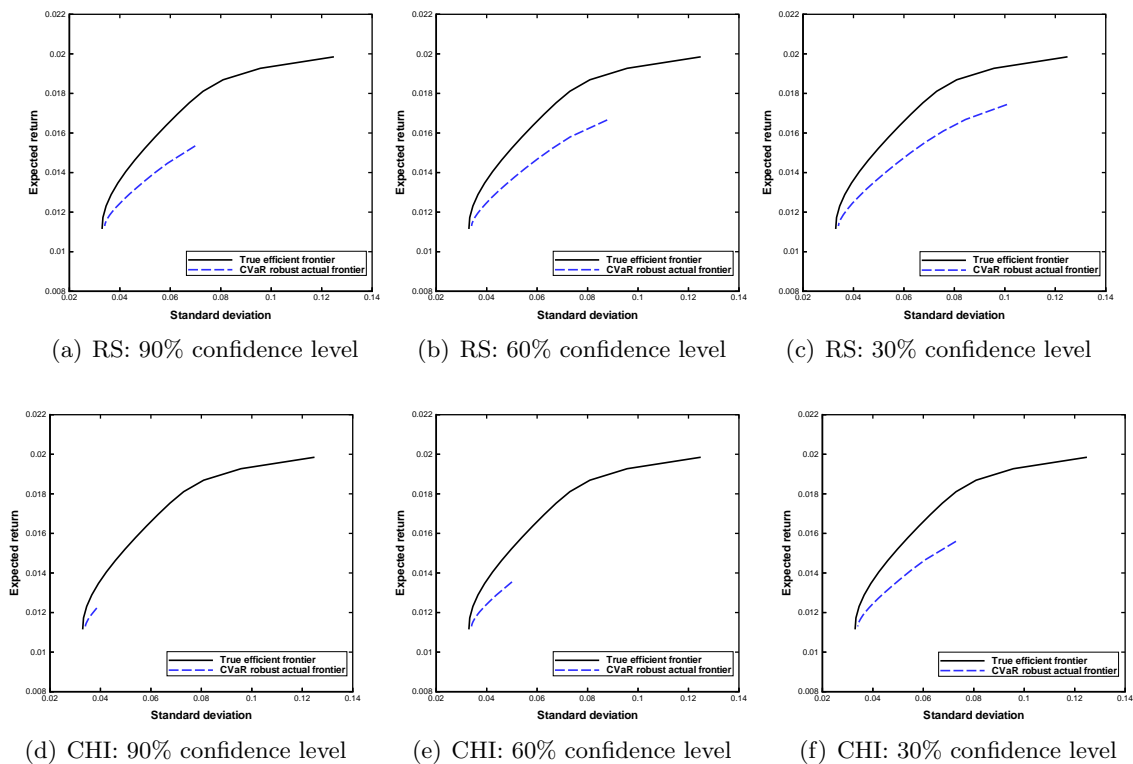 0.022
0.02
0.018
0.016
0.014
0.012
0.01
0.008
Expected return
0.02 0.04 0.06 0.08 0.1 0.12 0.14
Standard deviation
True efficient frontier
CVaR robust actual frontier
(a) RS: 90% confidence level
0.022
0.02
0.018
0.016
0.014
0.012
0.01
0.008
Expected return
0.02 0.04 0.06 0.08 0.1 0.12 0.14
Standard deviation
True efficient frontier
CVaR robust actual frontier
(b) RS: 60% confidence level
0.022
0.02
0.018
0.016
0.014
0.012
0.01
0.008
Expected return
0.02 0.04 0.06 0.08 0.1 0.12 0.14
Standard deviation
True efficient frontier
CVaR robust actual frontier
(c) RS: 30% confidence level
0.022
0.02
0.018
0.016
0.014
0.012
0.01
0.008
Expected return
0.02 0.04 0.06 0.08 0.1 0.12 0.14
Standard deviation
True efficient frontier
CVaR robust actual frontier
(d) CHI: 90% confidence level
0.022
0.02
0.018
0.016
0.014
0.012
0.01
0.008
Expected return
0.02 0.04 0.06 0.08 0.1 0.12 0.14
Standard deviation
True efficient frontier
CVaR robust actual frontier
(e) CHI: 60% confidence level
0.022
0.02
0.018
0.016
0.014
0.012
0.01
0.008
Expected return
0.02 0.04 0.06 0.08 0.1 0.12 0.14
Standard deviation
True efficient frontier
CVaR robust actual frontier
(f) CHI: 30% confidence level